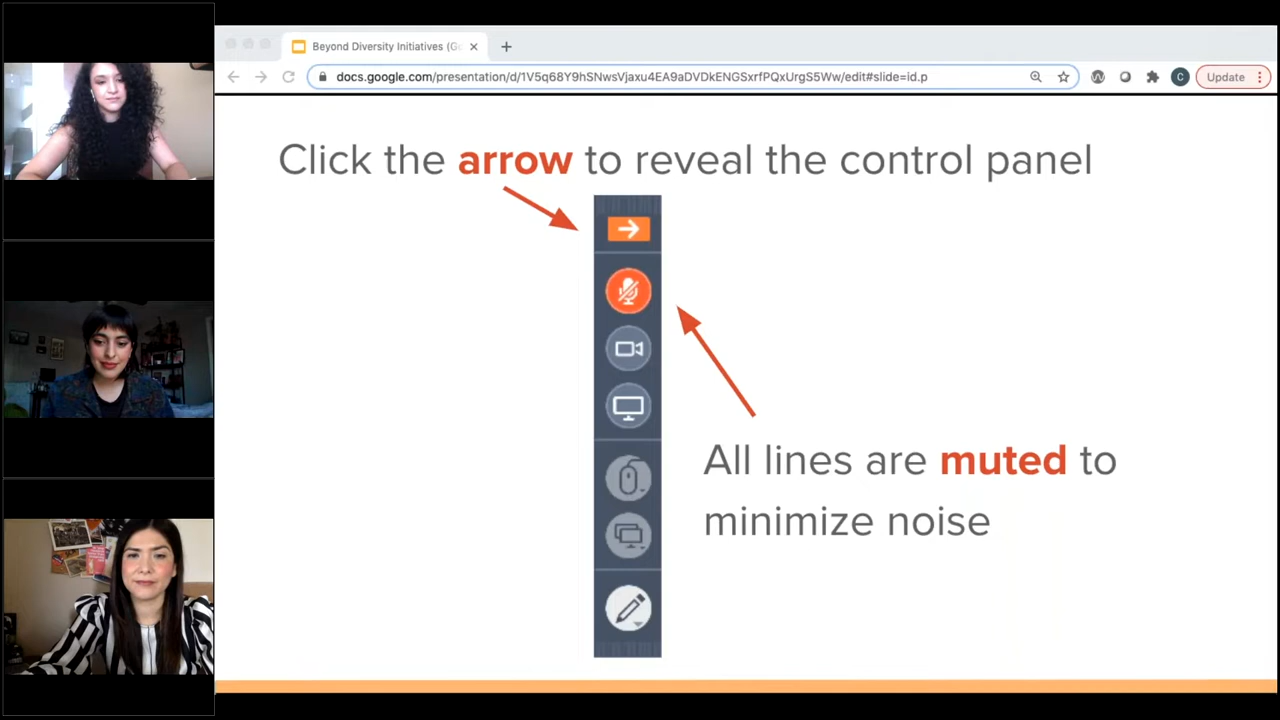 Beyond Diversity Initiatives (G
docs.google.com/presentation/d/1V5q68Y9hSNwsVjaxu4EA9aDVDkENGSxrfPQxUrgS5Ww/edit#slide=id.p
C
Update
Click the arrow to reveal the control panel
All lines are muted to
minimize noise